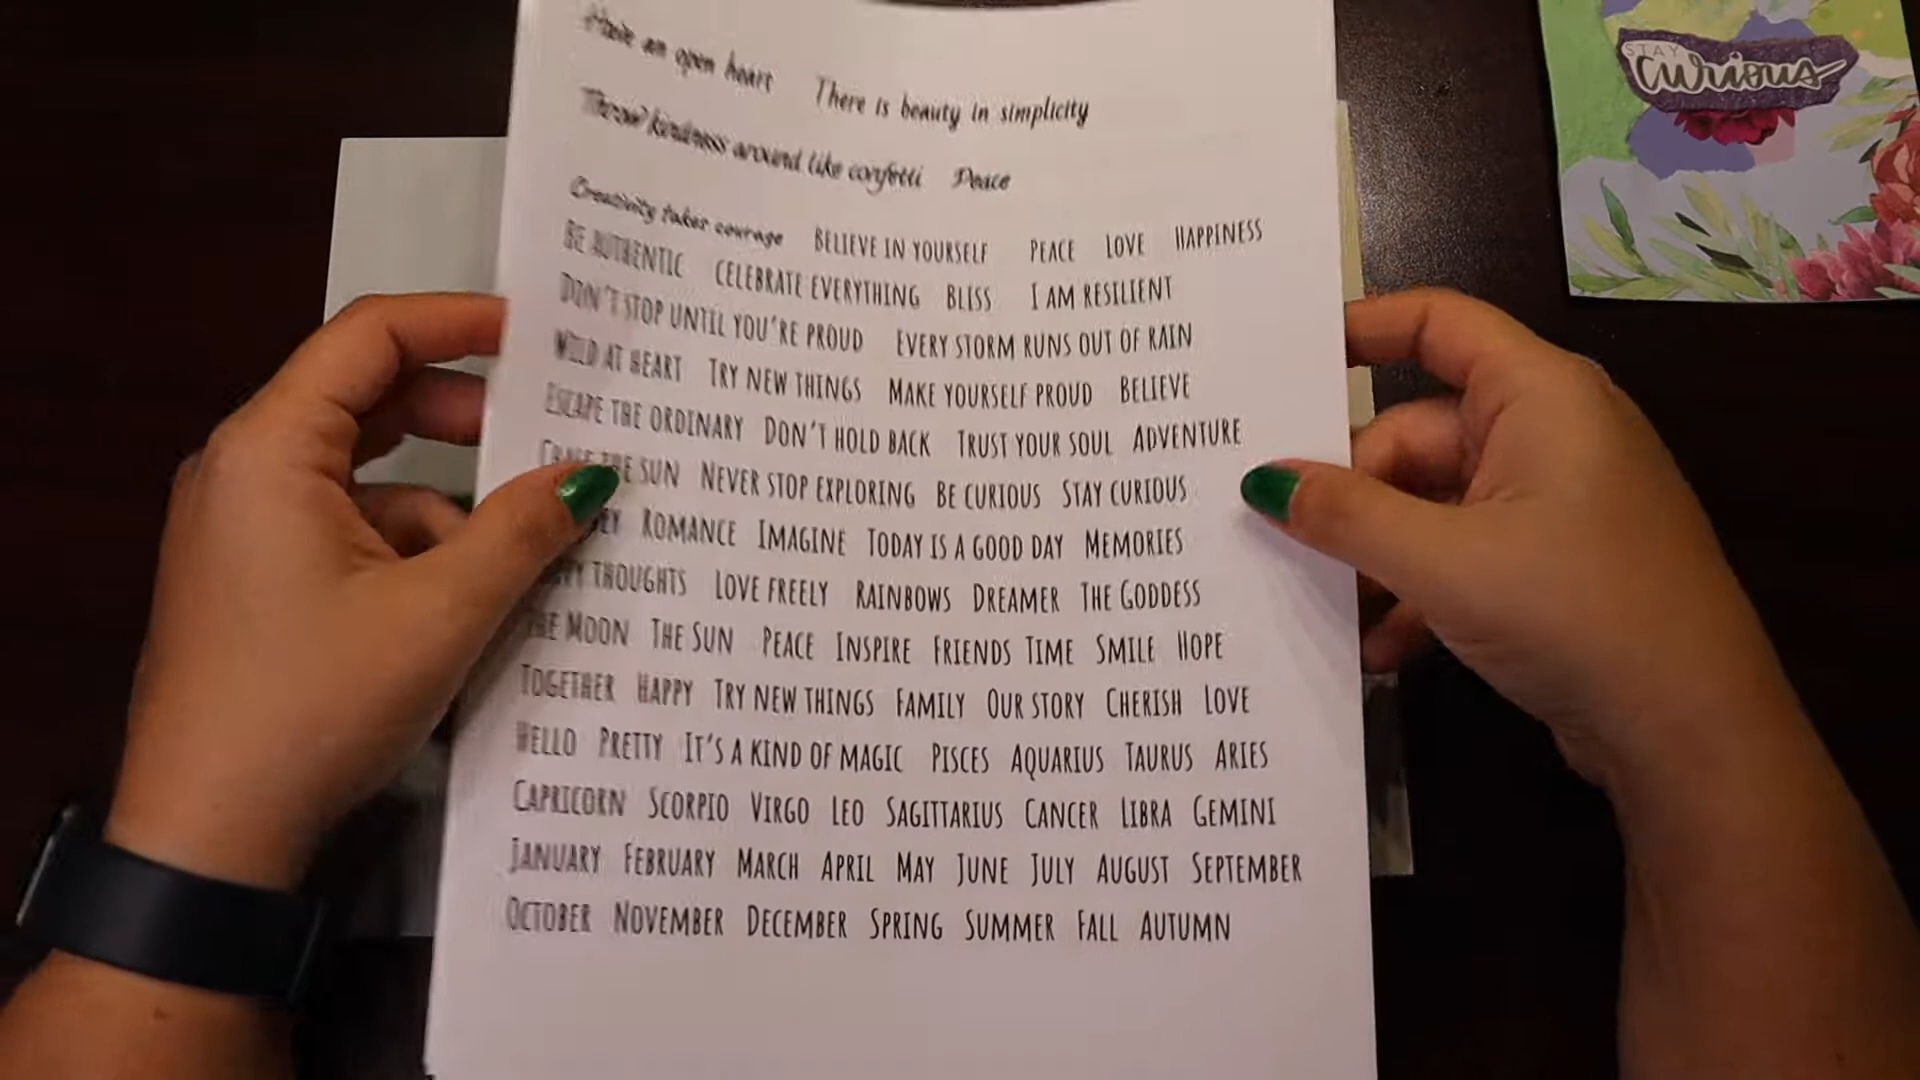 Have an open heart There is beauty in simplicity
Throw kindness around like confetti Peace
Creativity takes courage BELIEVE IN YOURSELF PEACE LOVE HAPPINESS
BE AUTHENTIC CELEBRATE EVERYTHING BLISS I AM RESILIENT
DON'T STOP UNTIL YOU'RE PROUD EVERY STORM RUNS OUT OF RAIN
WILD AT HEART TRY NEW THINGS MAKE YOURSELF PROUD BELIEVE
ESCAPE THE ORDINARY DON'T HOLD BACK TRUST YOUR SOUL ADVENTURE
THE SUN NEVER STOP EXPLORING BE CURIOUS STAY CURIOUS
ROMANCE IMAGINE TODAY IS A GOOD DAY MEMORIES
THOUGHTS LOVE FREELY RAINBOWS DREAMER THE GODDESS
THE MOON THE SUN PEACE INSPIRE FRIENDS TIME SMILE HOPE
TOGETHER HAPPY TRY NEW THINGS FAMILY OUR STORY CHERISH LOVE
HELLO PRETTY IT'S A KIND OF MAGIC PISCES AQUARIUS TAURUS ARIES
CAPRICORN SCORPIO VIRGO LEO SAGITTARIUS CANCER LIBRA GEMINI
JANUARY FEBRUARY MARCH APRIL MAY JUNE JULY AUGUST SEPTEMBER
OCTOBER NOVEMBER DECEMBER SPRING SUMMER FALL AUTUMN
STAY
curious